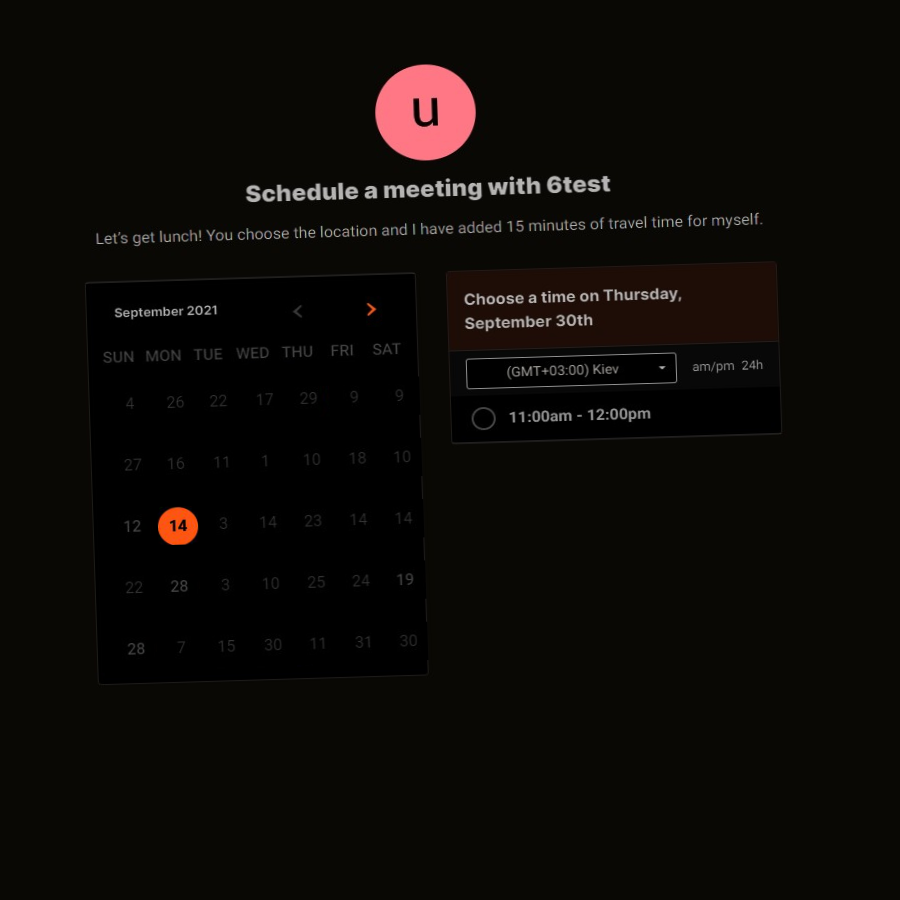 u
Schedule a meeting with 6test
Let's get lunch! You choose the location and I have added 15 minutes of travel time for myself.
September 2021
SUN MON TUE WED THU FRI SAT
4 26 22 17 29 9 9
27 16 11 1 10 18 10
12 14 3 14 23 14 14
22 28 3 10 25 24 19
28 7 15 30 11 31 30
Choose a time on Thursday,
September 30th
(GMT+03:00) Kiev
am/pm 24h
11:00am - 12:00pm